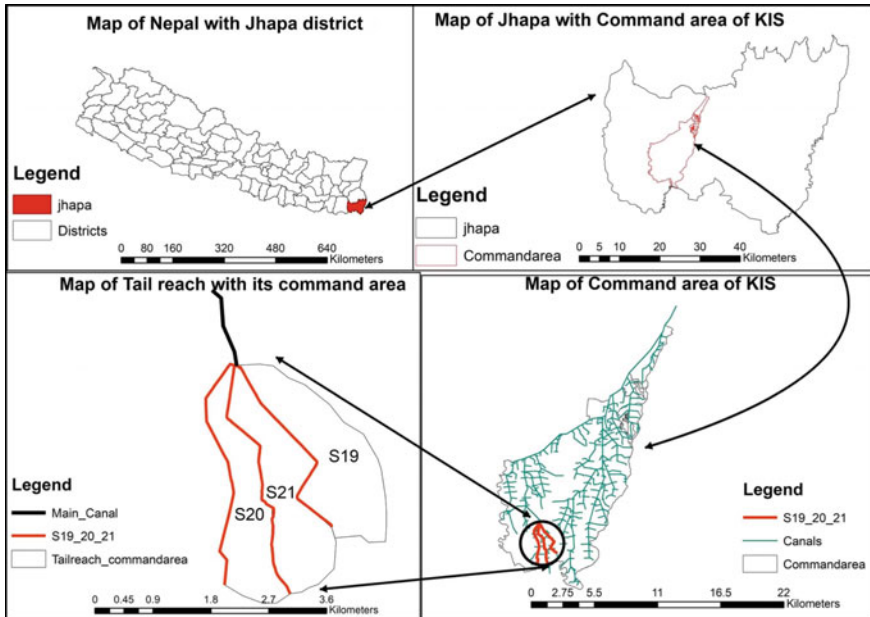 Map of Nepal with Jhapa district
Legend
jhapa
Districts
0 80 160 320 480 640
Kilometers
Map of Jhapa with Command area of KIS
Legend
jhapa
Commandarea
0 5 10 20 30 40
Kilometers
Map of Tail reach with its command area
S19
S21
S20
Legend
Main_Canal
S19_20_21
Tailreach_commandarea
0 0.45 0.9 1.8 2.7 3.6
Kilometers
Map of Command area of KIS
Legend
S19_20_21
Canals
Commandarea
0 2.75 5.5 11 16.5 22
Kilometers